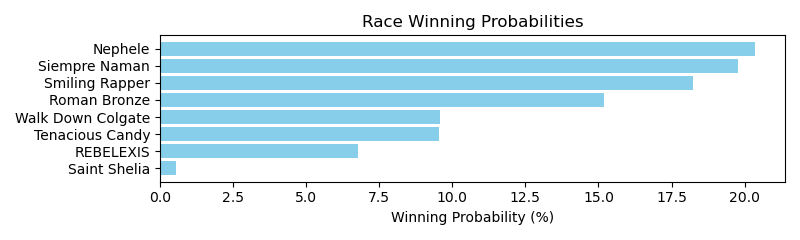 Race Winning Probabilities
Nephele
Siempre Naman
Smiling Rapper
Roman Bronze
Walk Down Colgate
Tenacious Candy
REBELEXIS
Saint Shelia
0.0 2.5 5.0 7.5 10.0 12.5 15.0 17.5 20.0
Winning Probability (%)